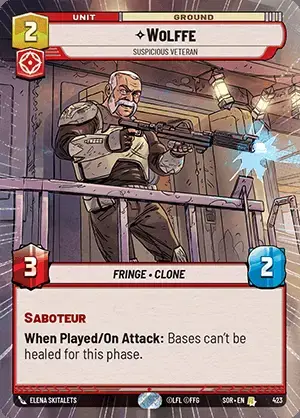 UNIT
GROUND
2
✧WOLFFE
SUSPICIOUS VETERAN
3
FRINGE • CLONE
2
SABOTEUR
When Played/On Attack: Bases can't be
healed for this phase.
ELENA SKITALETS
©LFL ©FFG
SOR•EN
423